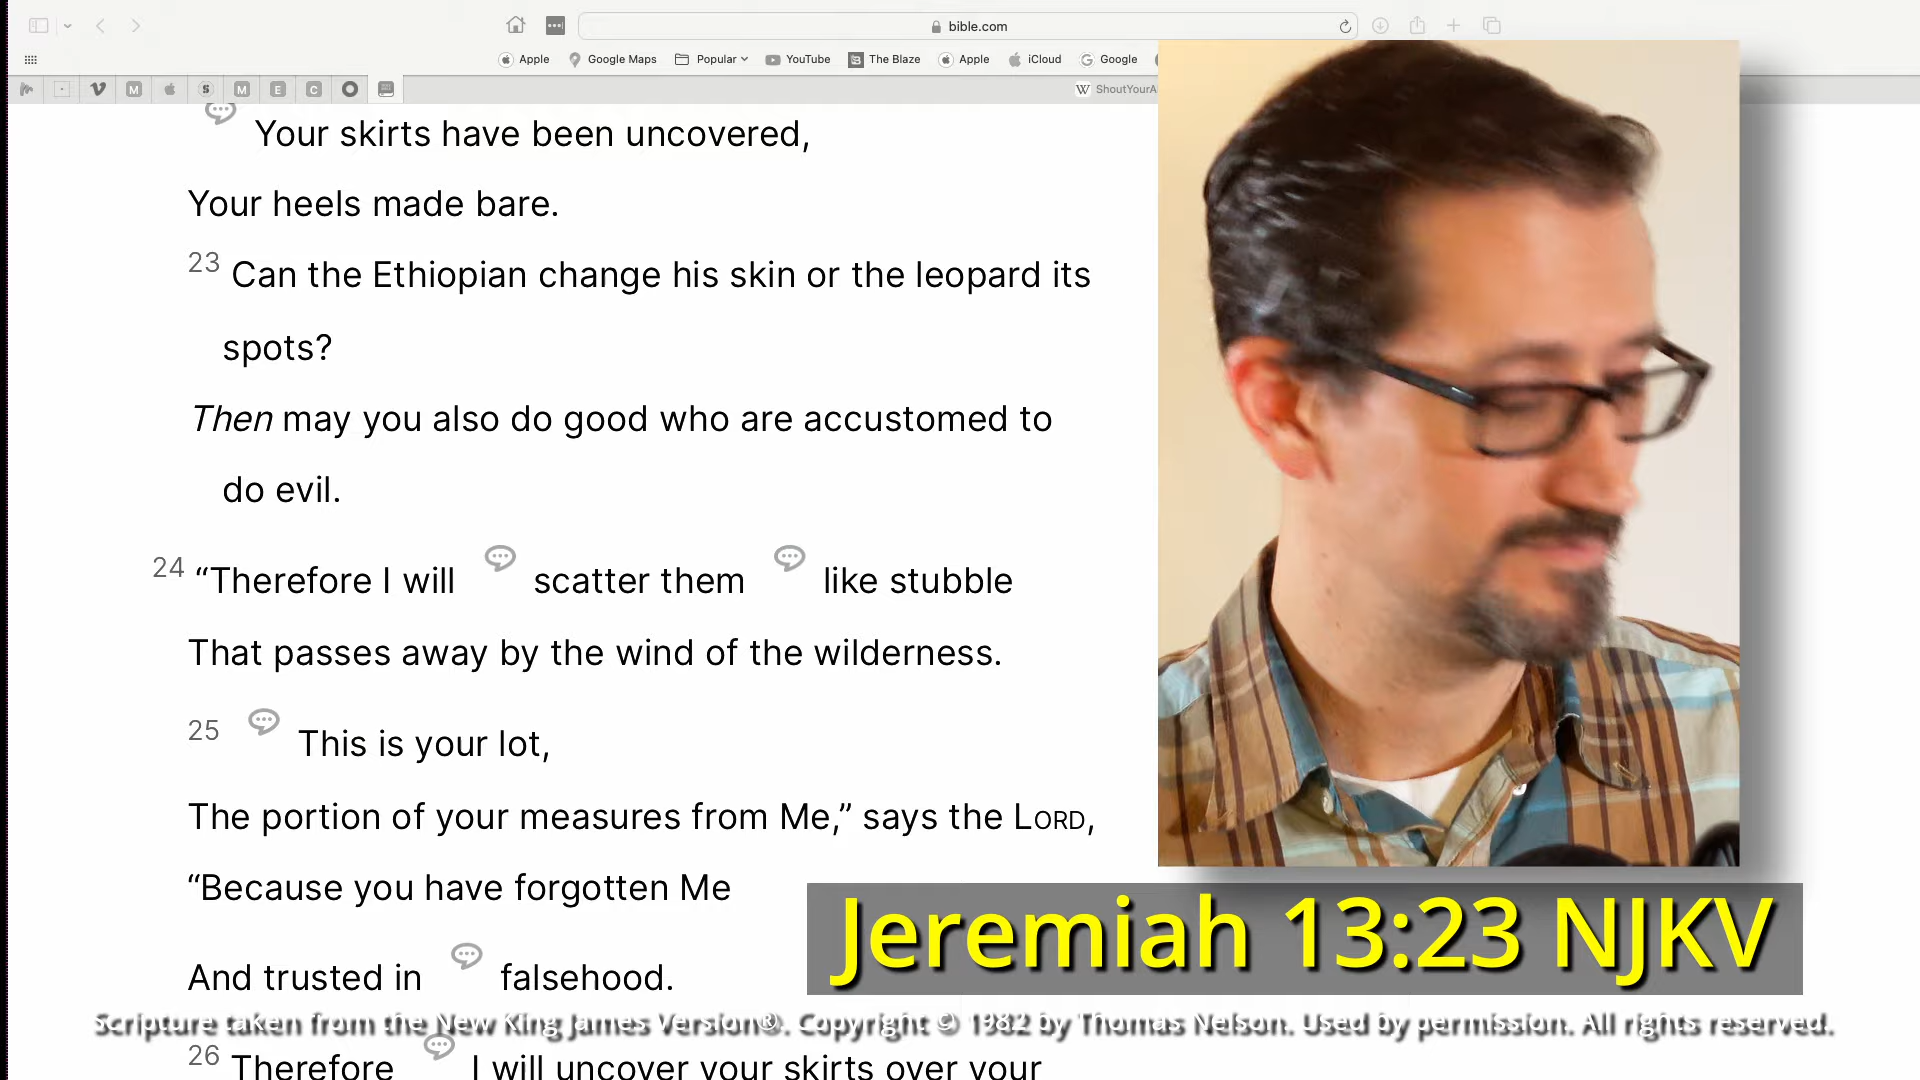 bible.com
Apple Google Maps Popular YouTube The Blaze Apple iCloud Google
M S M E C W ShoutYourA
Your skirts have been uncovered,
Your heels made bare.
23 Can the Ethiopian change his skin or the leopard its
spots?
Then may you also do good who are accustomed to
do evil.
24 “Therefore I will scatter them like stubble
That passes away by the wind of the wilderness.
25 This is your lot,
The portion of your measures from Me,” says the LORD,
“Because you have forgotten Me
And trusted in falsehood.
Jeremiah 13:23 NJKV
Scripture taken from the New King James Version®. Copyright © 1982 by Thomas Nelson. Used by permission. All rights reserved.
26 Therefore I will uncover your skirts over your